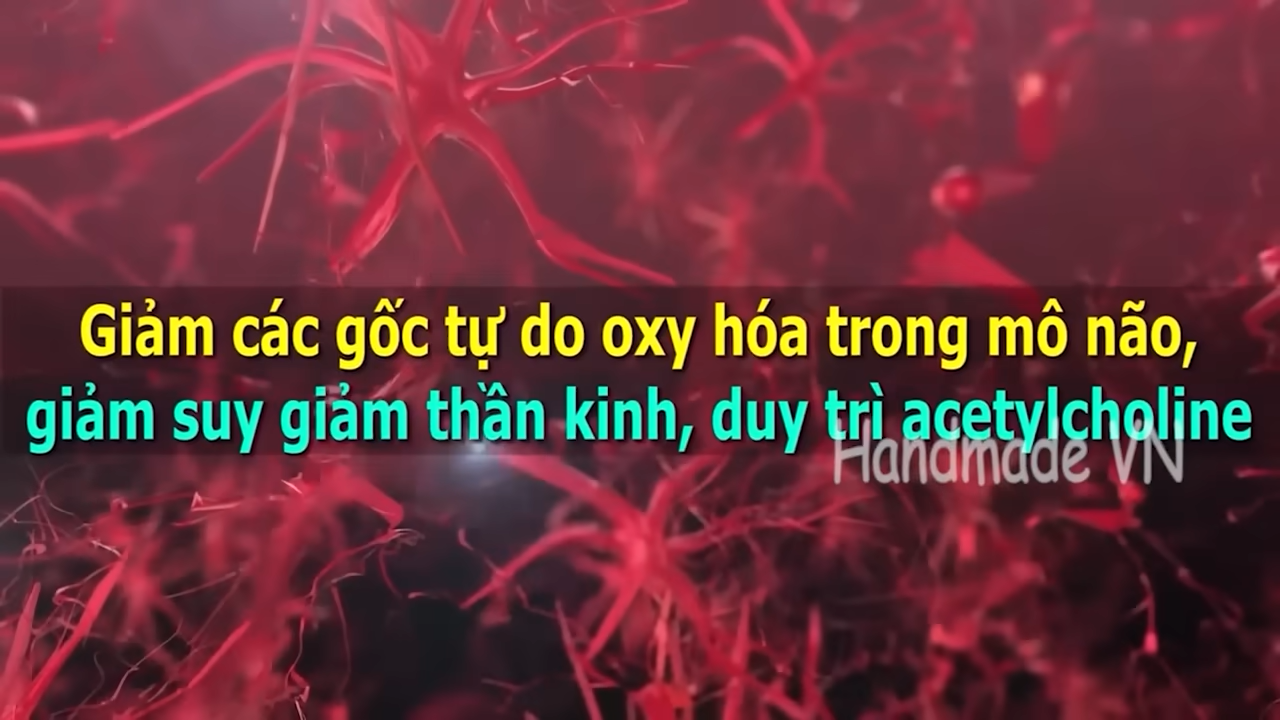 Giảm các gốc tự do oxy hóa trong mô não,
giảm suy giảm thần kinh, duy trì acetylcholine
Handmade VN